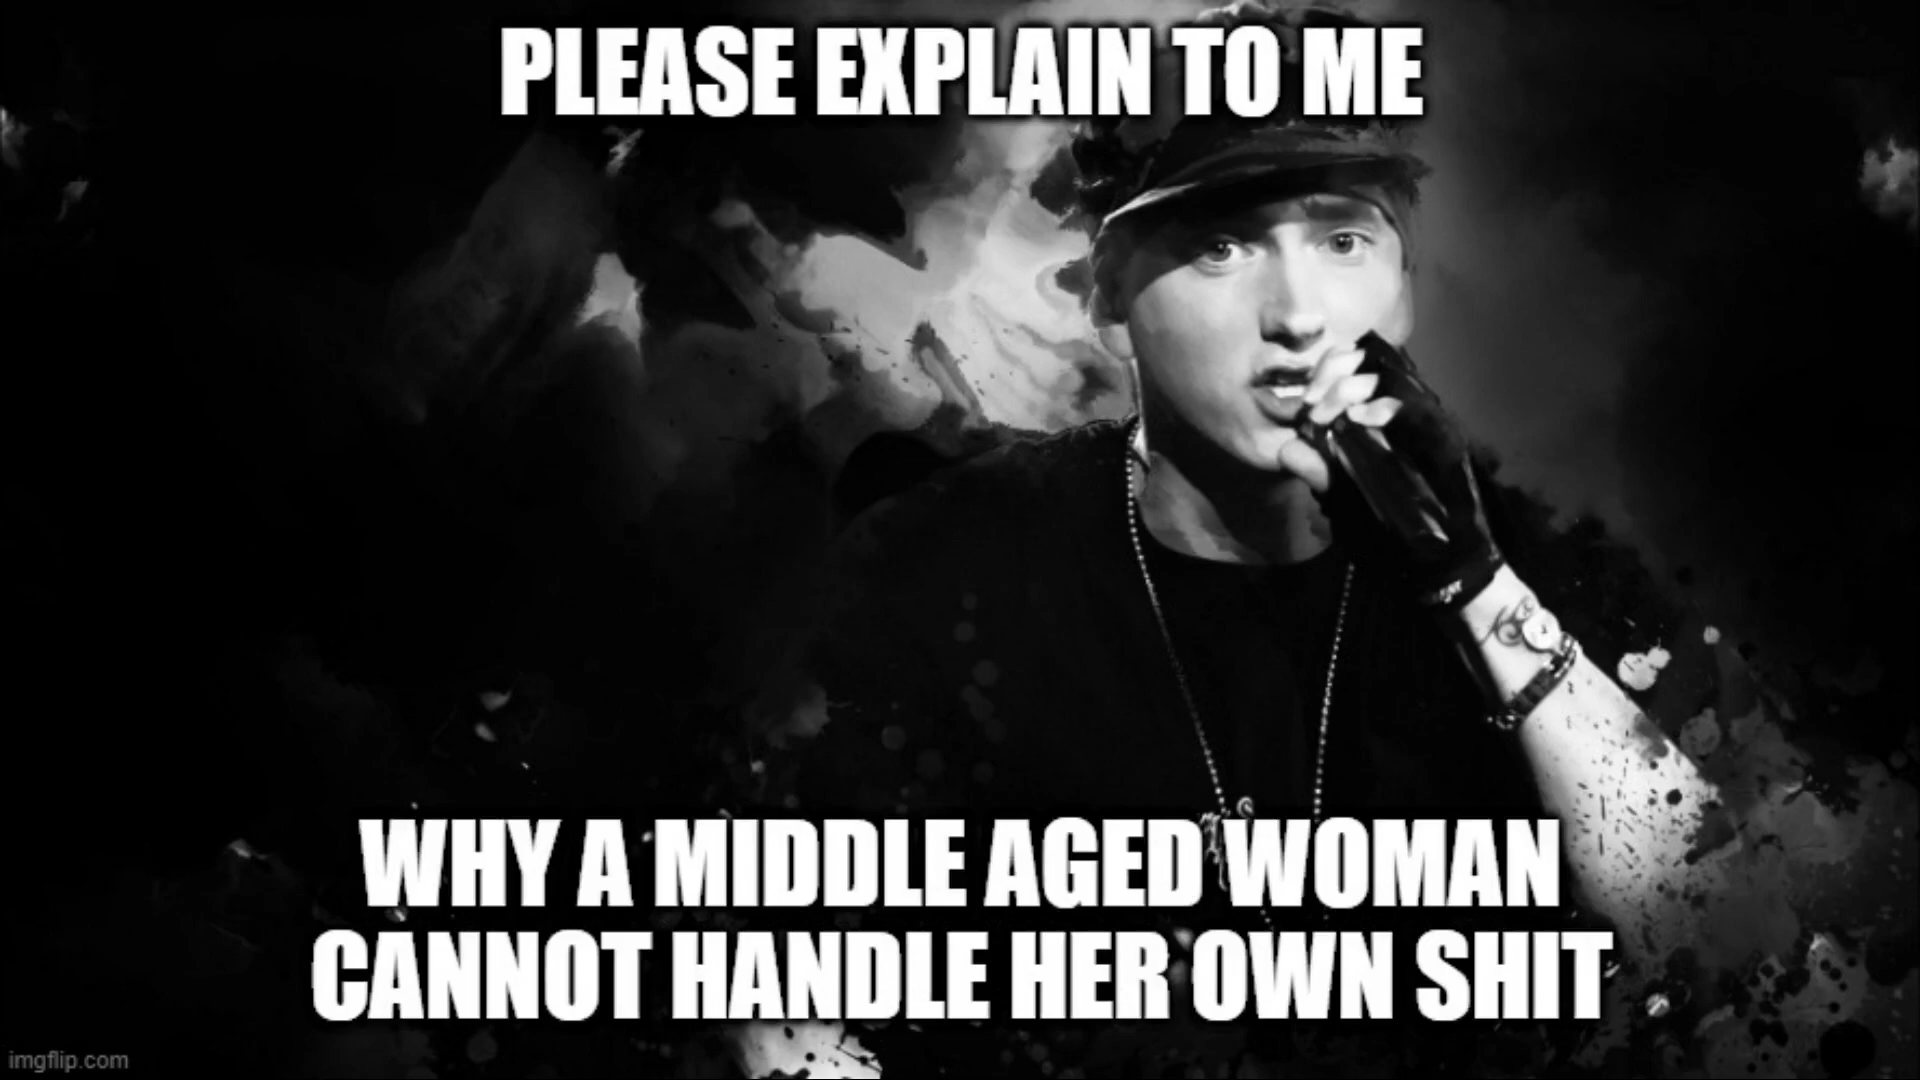 PLEASE EXPLAIN TO ME
WHY A MIDDLE AGED WOMAN
CANNOT HANDLE HER OWN SHIT
imgflip.com